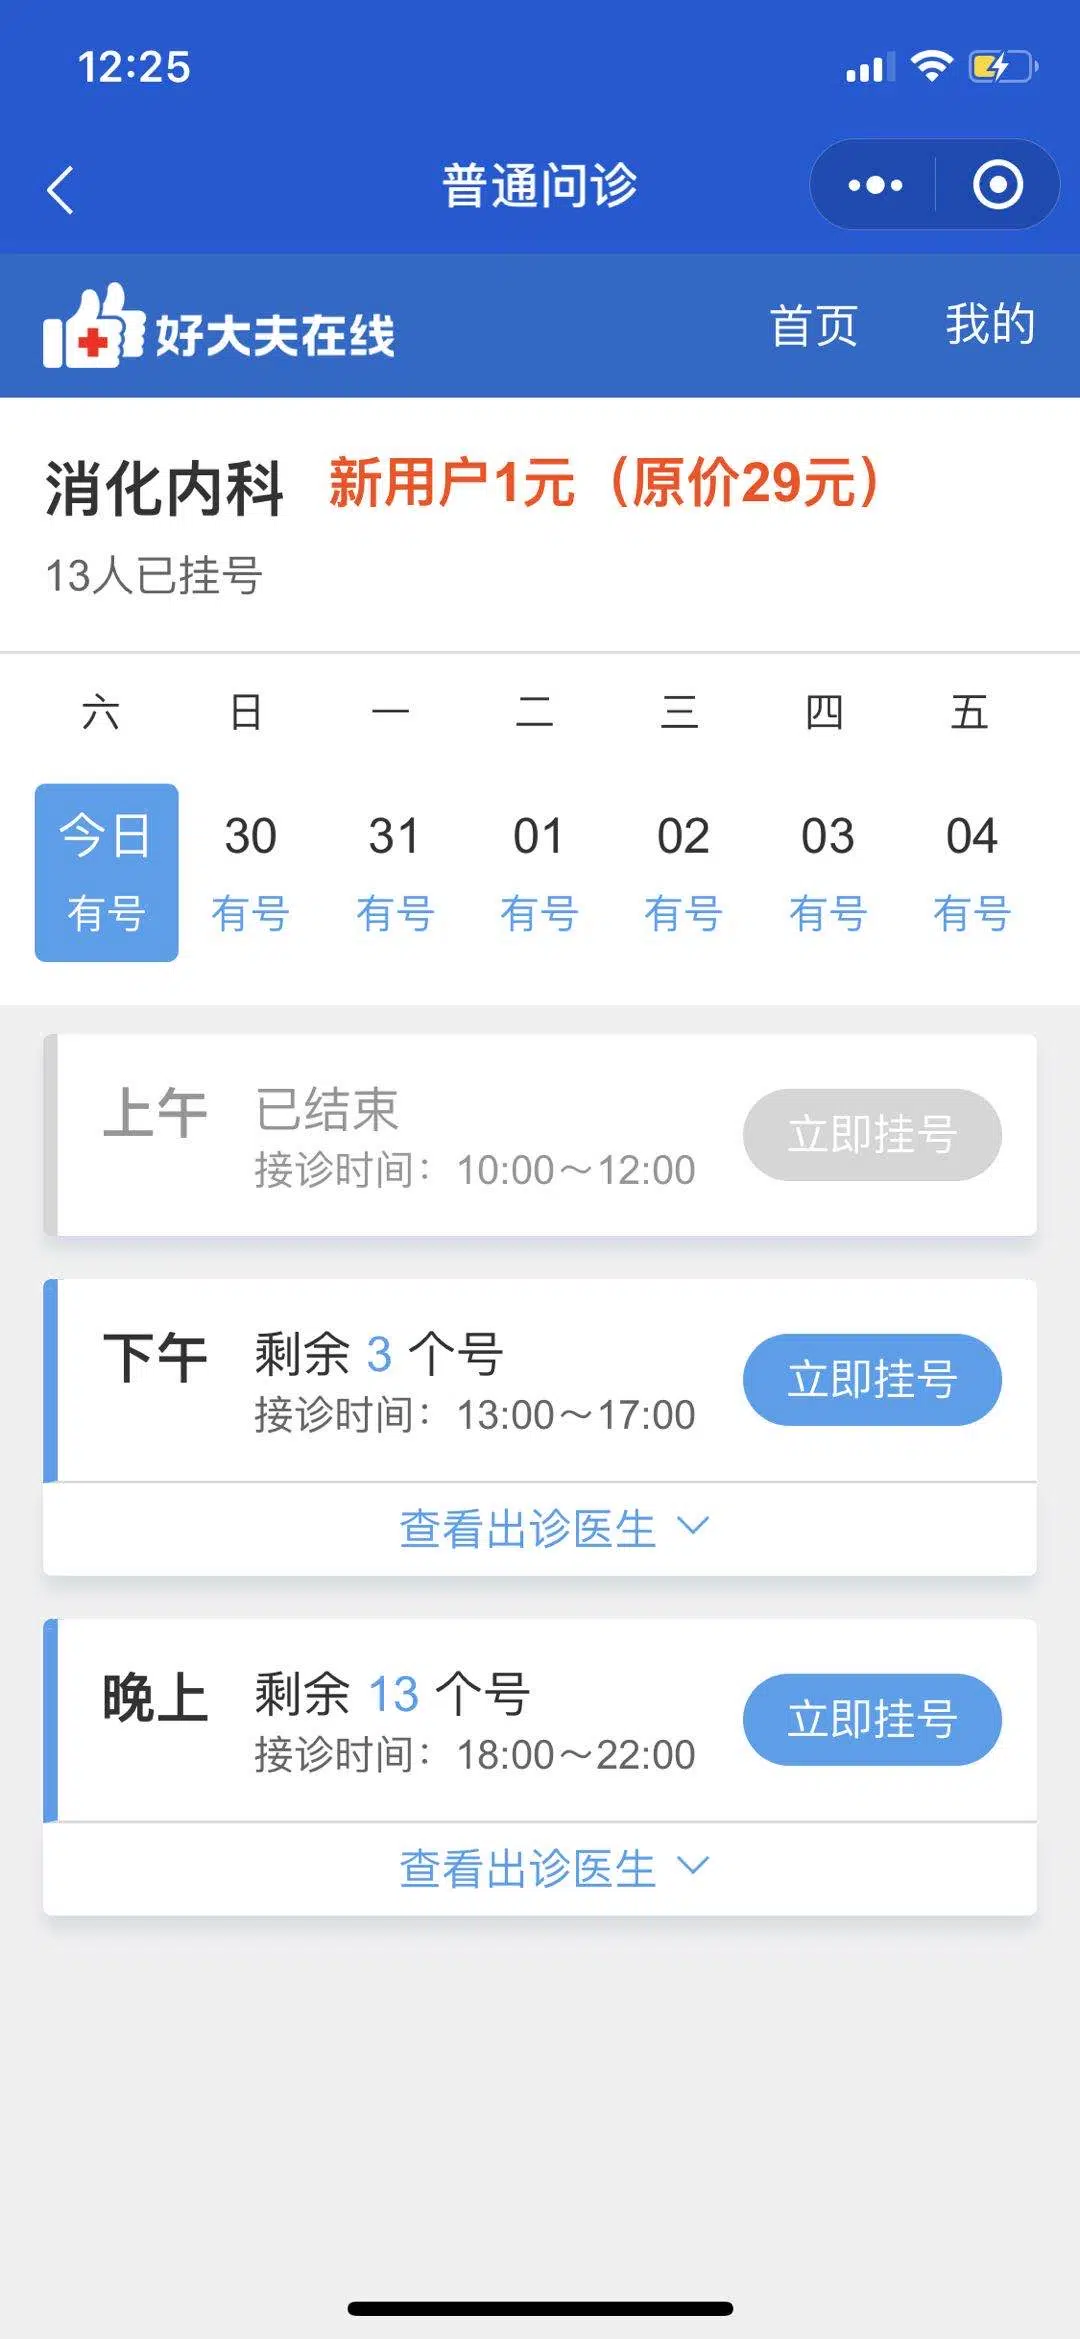 12:25
普通问诊
好大夫在线 首页 我的
消化内科 新用户1元（原价29元）
13人已挂号
六 日 一 二 三 四 五
今日 30 31 01 02 03 04
有号 有号 有号 有号 有号 有号 有号
上午 已结束 立即挂号
接诊时间：10:00～12:00
下午 剩余 3 个号 立即挂号
接诊时间：13:00～17:00
查看出诊医生
晚上 剩余 13 个号 立即挂号
接诊时间：18:00～22:00
查看出诊医生